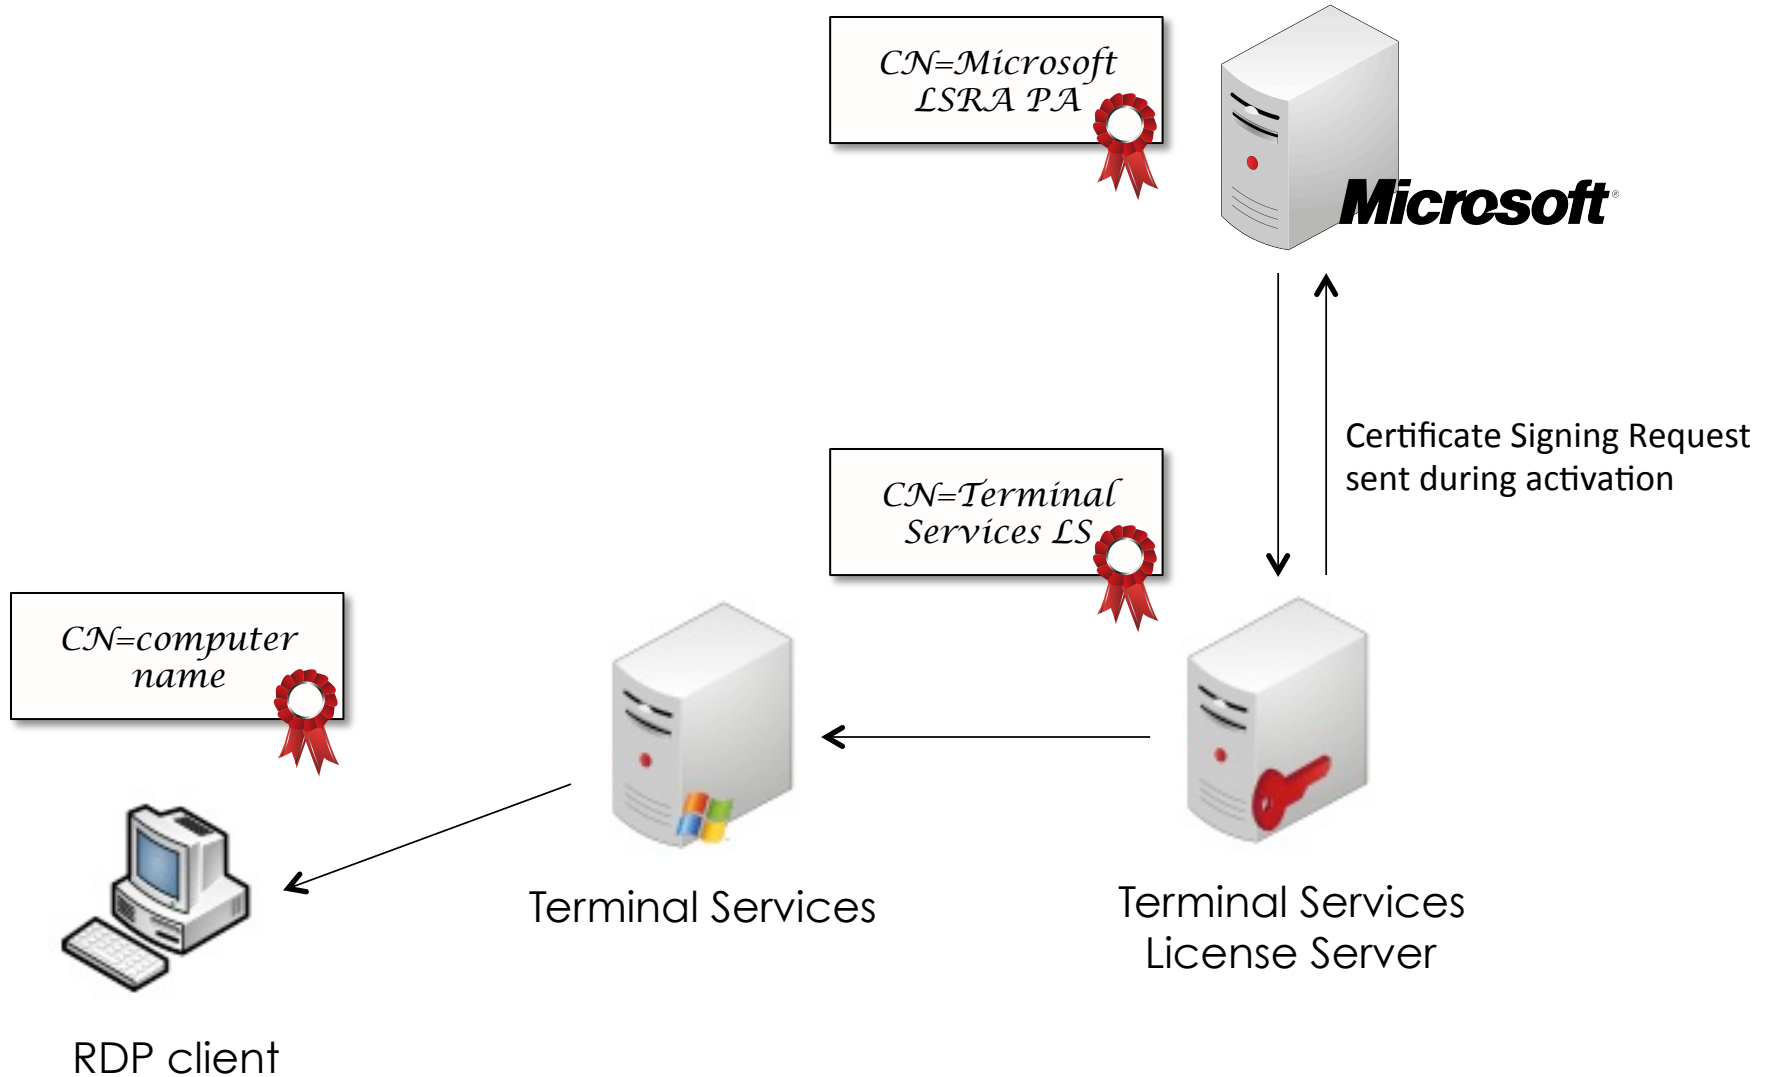 CN=Microsoft
LSRA PA
Microsoft®
Certificate Signing Request
sent during activation
CN=Terminal
Services LS
CN=computer
name
Terminal Services
Terminal Services
License Server
RDP client